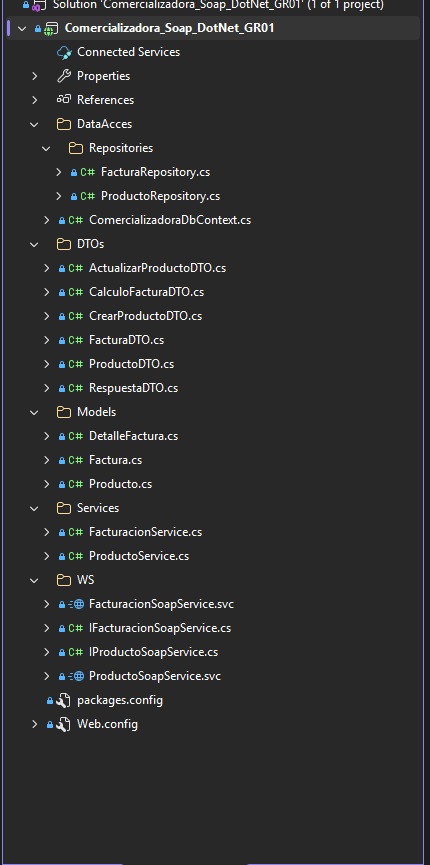 Solution 'Comercializadora_Soap_DotNet_GR01' (1 of 1 project)
Comercializadora_Soap_DotNet_GR01
Connected Services
Properties
References
DataAcces
Repositories
C# FacturaRepository.cs
C# ProductoRepository.cs
C# ComercializadoraDbContext.cs
DTOs
C# ActualizarProductoDTO.cs
C# CalculoFacturaDTO.cs
C# CrearProductoDTO.cs
C# FacturaDTO.cs
C# ProductoDTO.cs
C# RespuestaDTO.cs
Models
C# DetalleFactura.cs
C# Factura.cs
C# Producto.cs
Services
C# FacturacionService.cs
C# ProductoService.cs
WS
FacturacionSoapService.svc
C# IFacturacionSoapService.cs
C# IProductoSoapService.cs
ProductoSoapService.svc
packages.config
Web.config